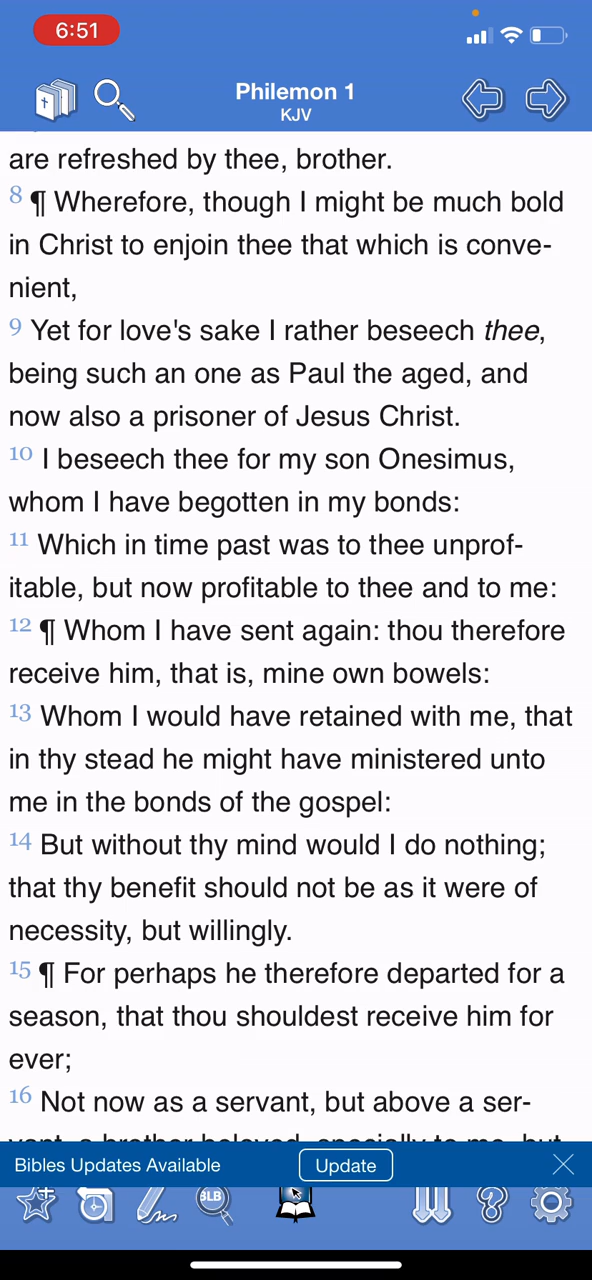 6:51
Philemon 1
KJV
are refreshed by thee, brother.
8 ¶ Wherefore, though I might be much bold
in Christ to enjoin thee that which is conve-
nient,
9 Yet for love's sake I rather beseech thee,
being such an one as Paul the aged, and
now also a prisoner of Jesus Christ.
10 I beseech thee for my son Onesimus,
whom I have begotten in my bonds:
11 Which in time past was to thee unprof-
itable, but now profitable to thee and to me:
12 ¶ Whom I have sent again: thou therefore
receive him, that is, mine own bowels:
13 Whom I would have retained with me, that
in thy stead he might have ministered unto
me in the bonds of the gospel:
14 But without thy mind would I do nothing;
that thy benefit should not be as it were of
necessity, but willingly.
15 ¶ For perhaps he therefore departed for a
season, that thou shouldest receive him for
ever;
16 Not now as a servant, but above a ser-
vant, a brother beloved, specially to me, but
Bibles Updates Available
Update
BLB